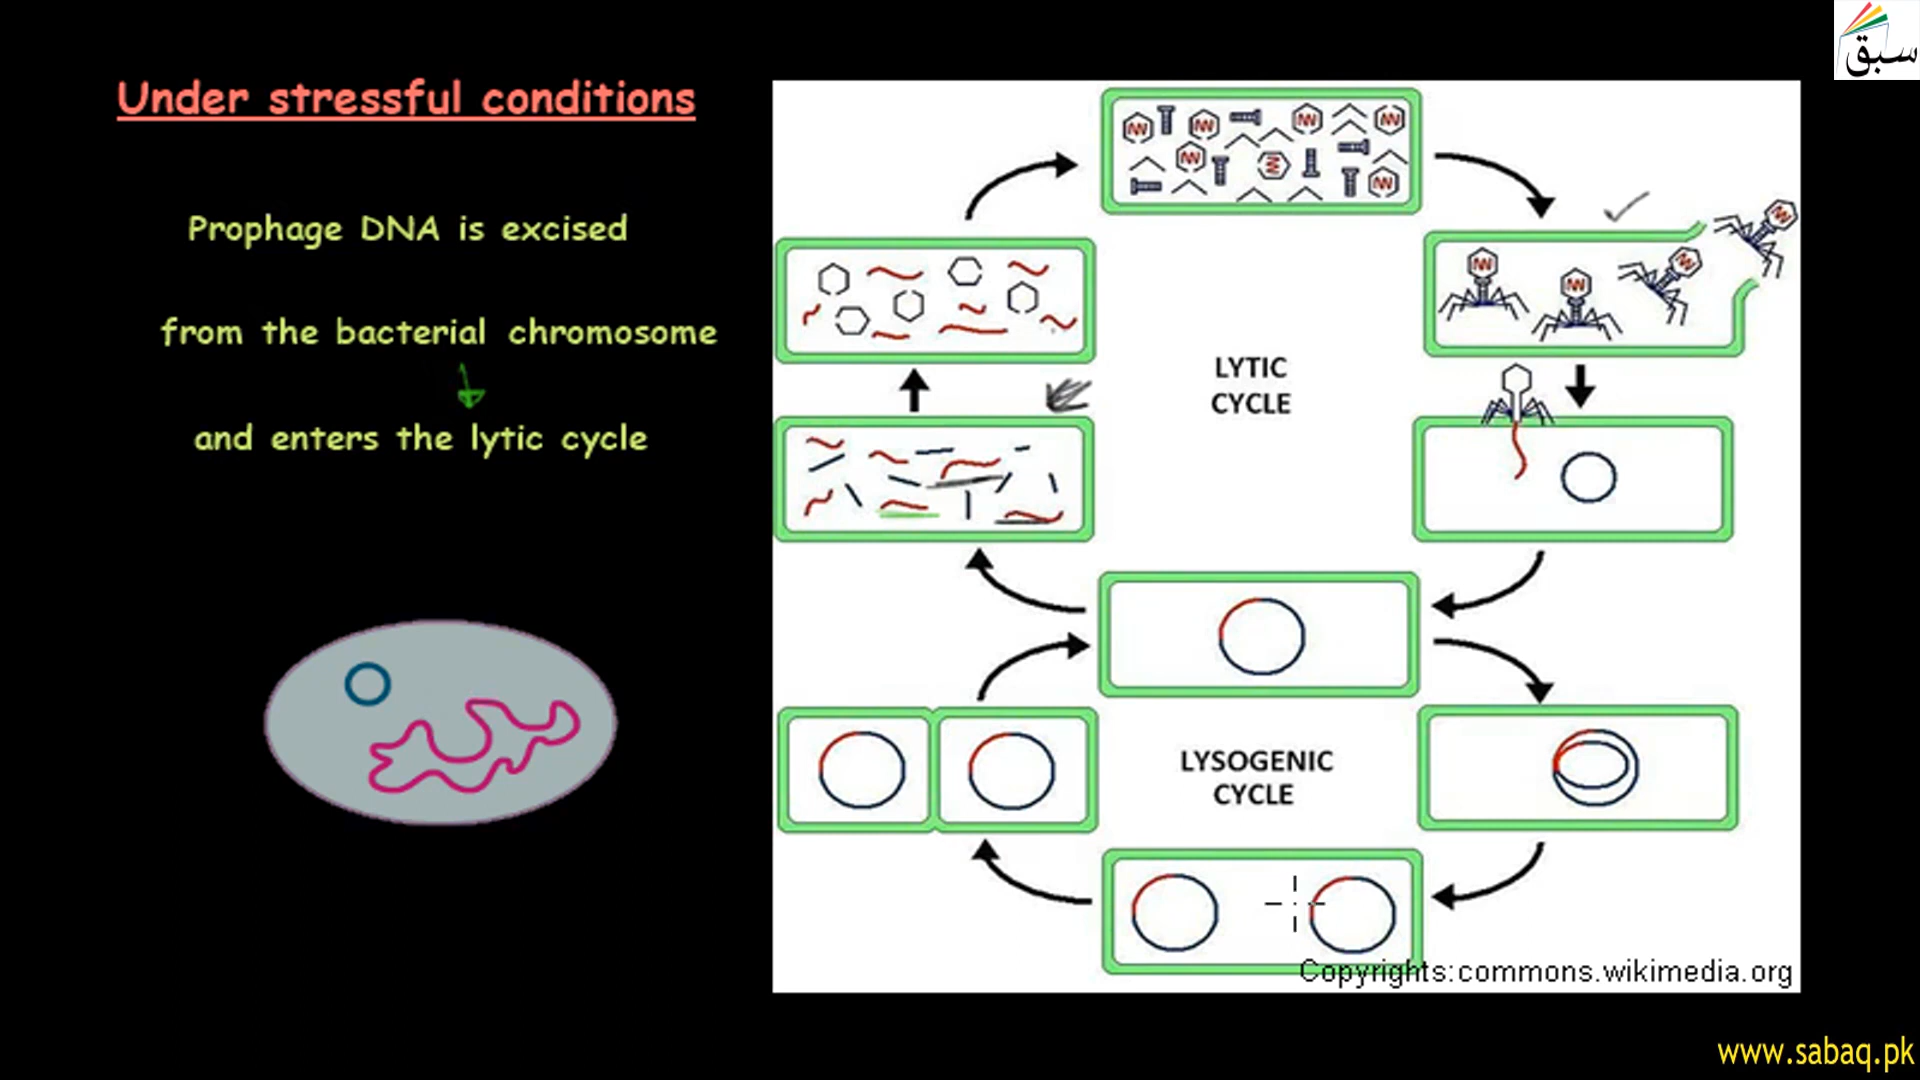 سبق
Under stressful conditions
Prophage DNA is excised
from the bacterial chromosome
and enters the lytic cycle
LYTIC
CYCLE
LYSOGENIC
CYCLE
Copyrights:commons.wikimedia.org
www.sabaq.pk